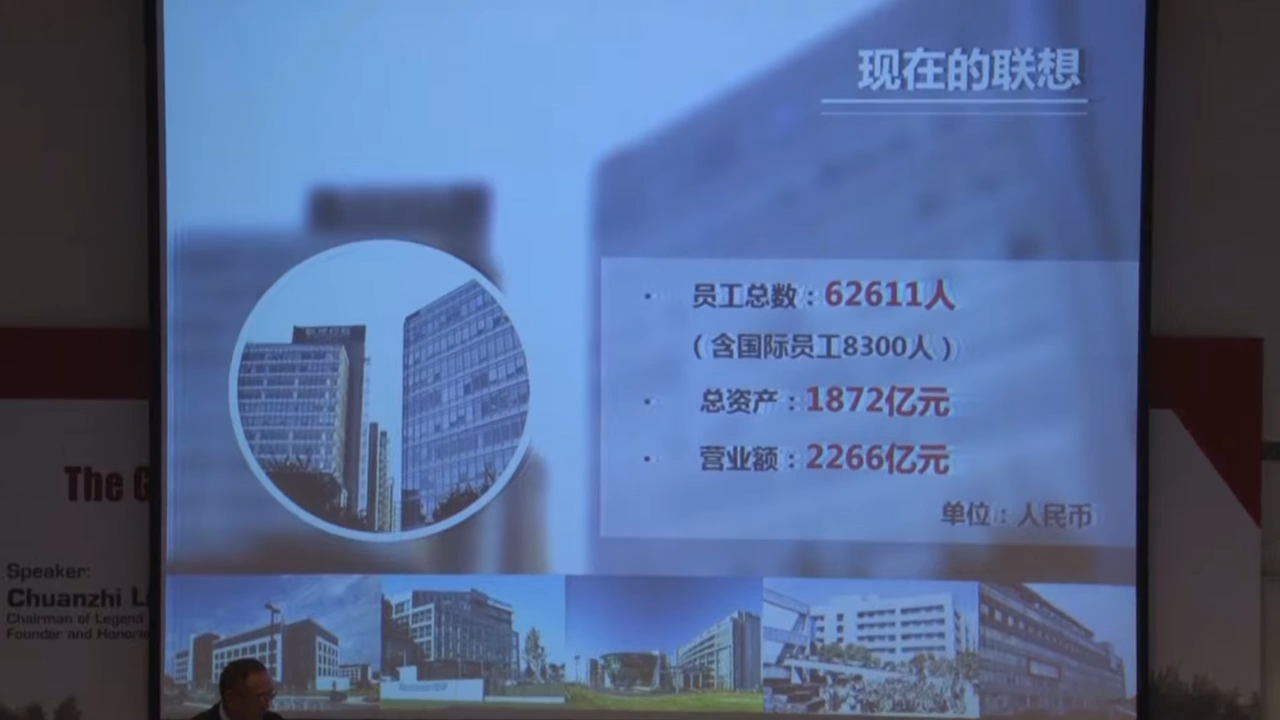 现在的联想
· 员工总数：62611人
（含国际员工8300人）
· 总资产：1872亿元
· 营业额：2266亿元
单位：人民币
The G
Speaker:
Chuanzhi L
Chairman of Legend
Founder and Honora